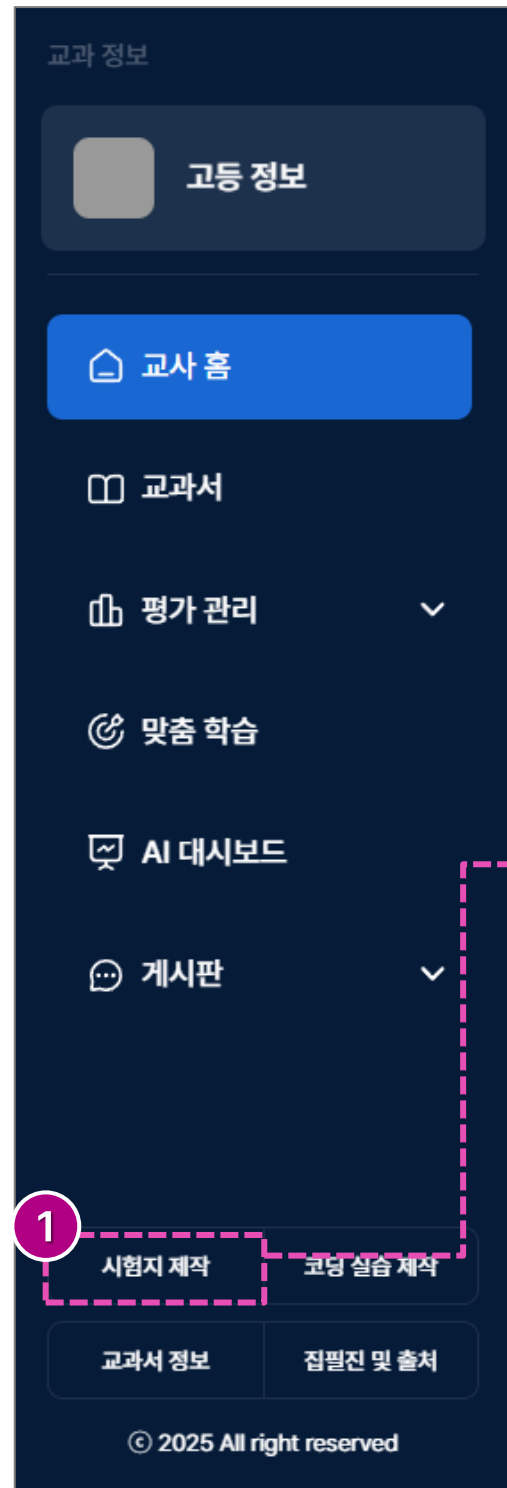 교과 정보
고등 정보
교사 홈
교과서
평가 관리
맞춤 학습
AI 대시보드
게시판
1
시험지 제작 코딩 실습 제작
교과서 정보 집필진 및 출처
ⓒ 2025 All right reserved